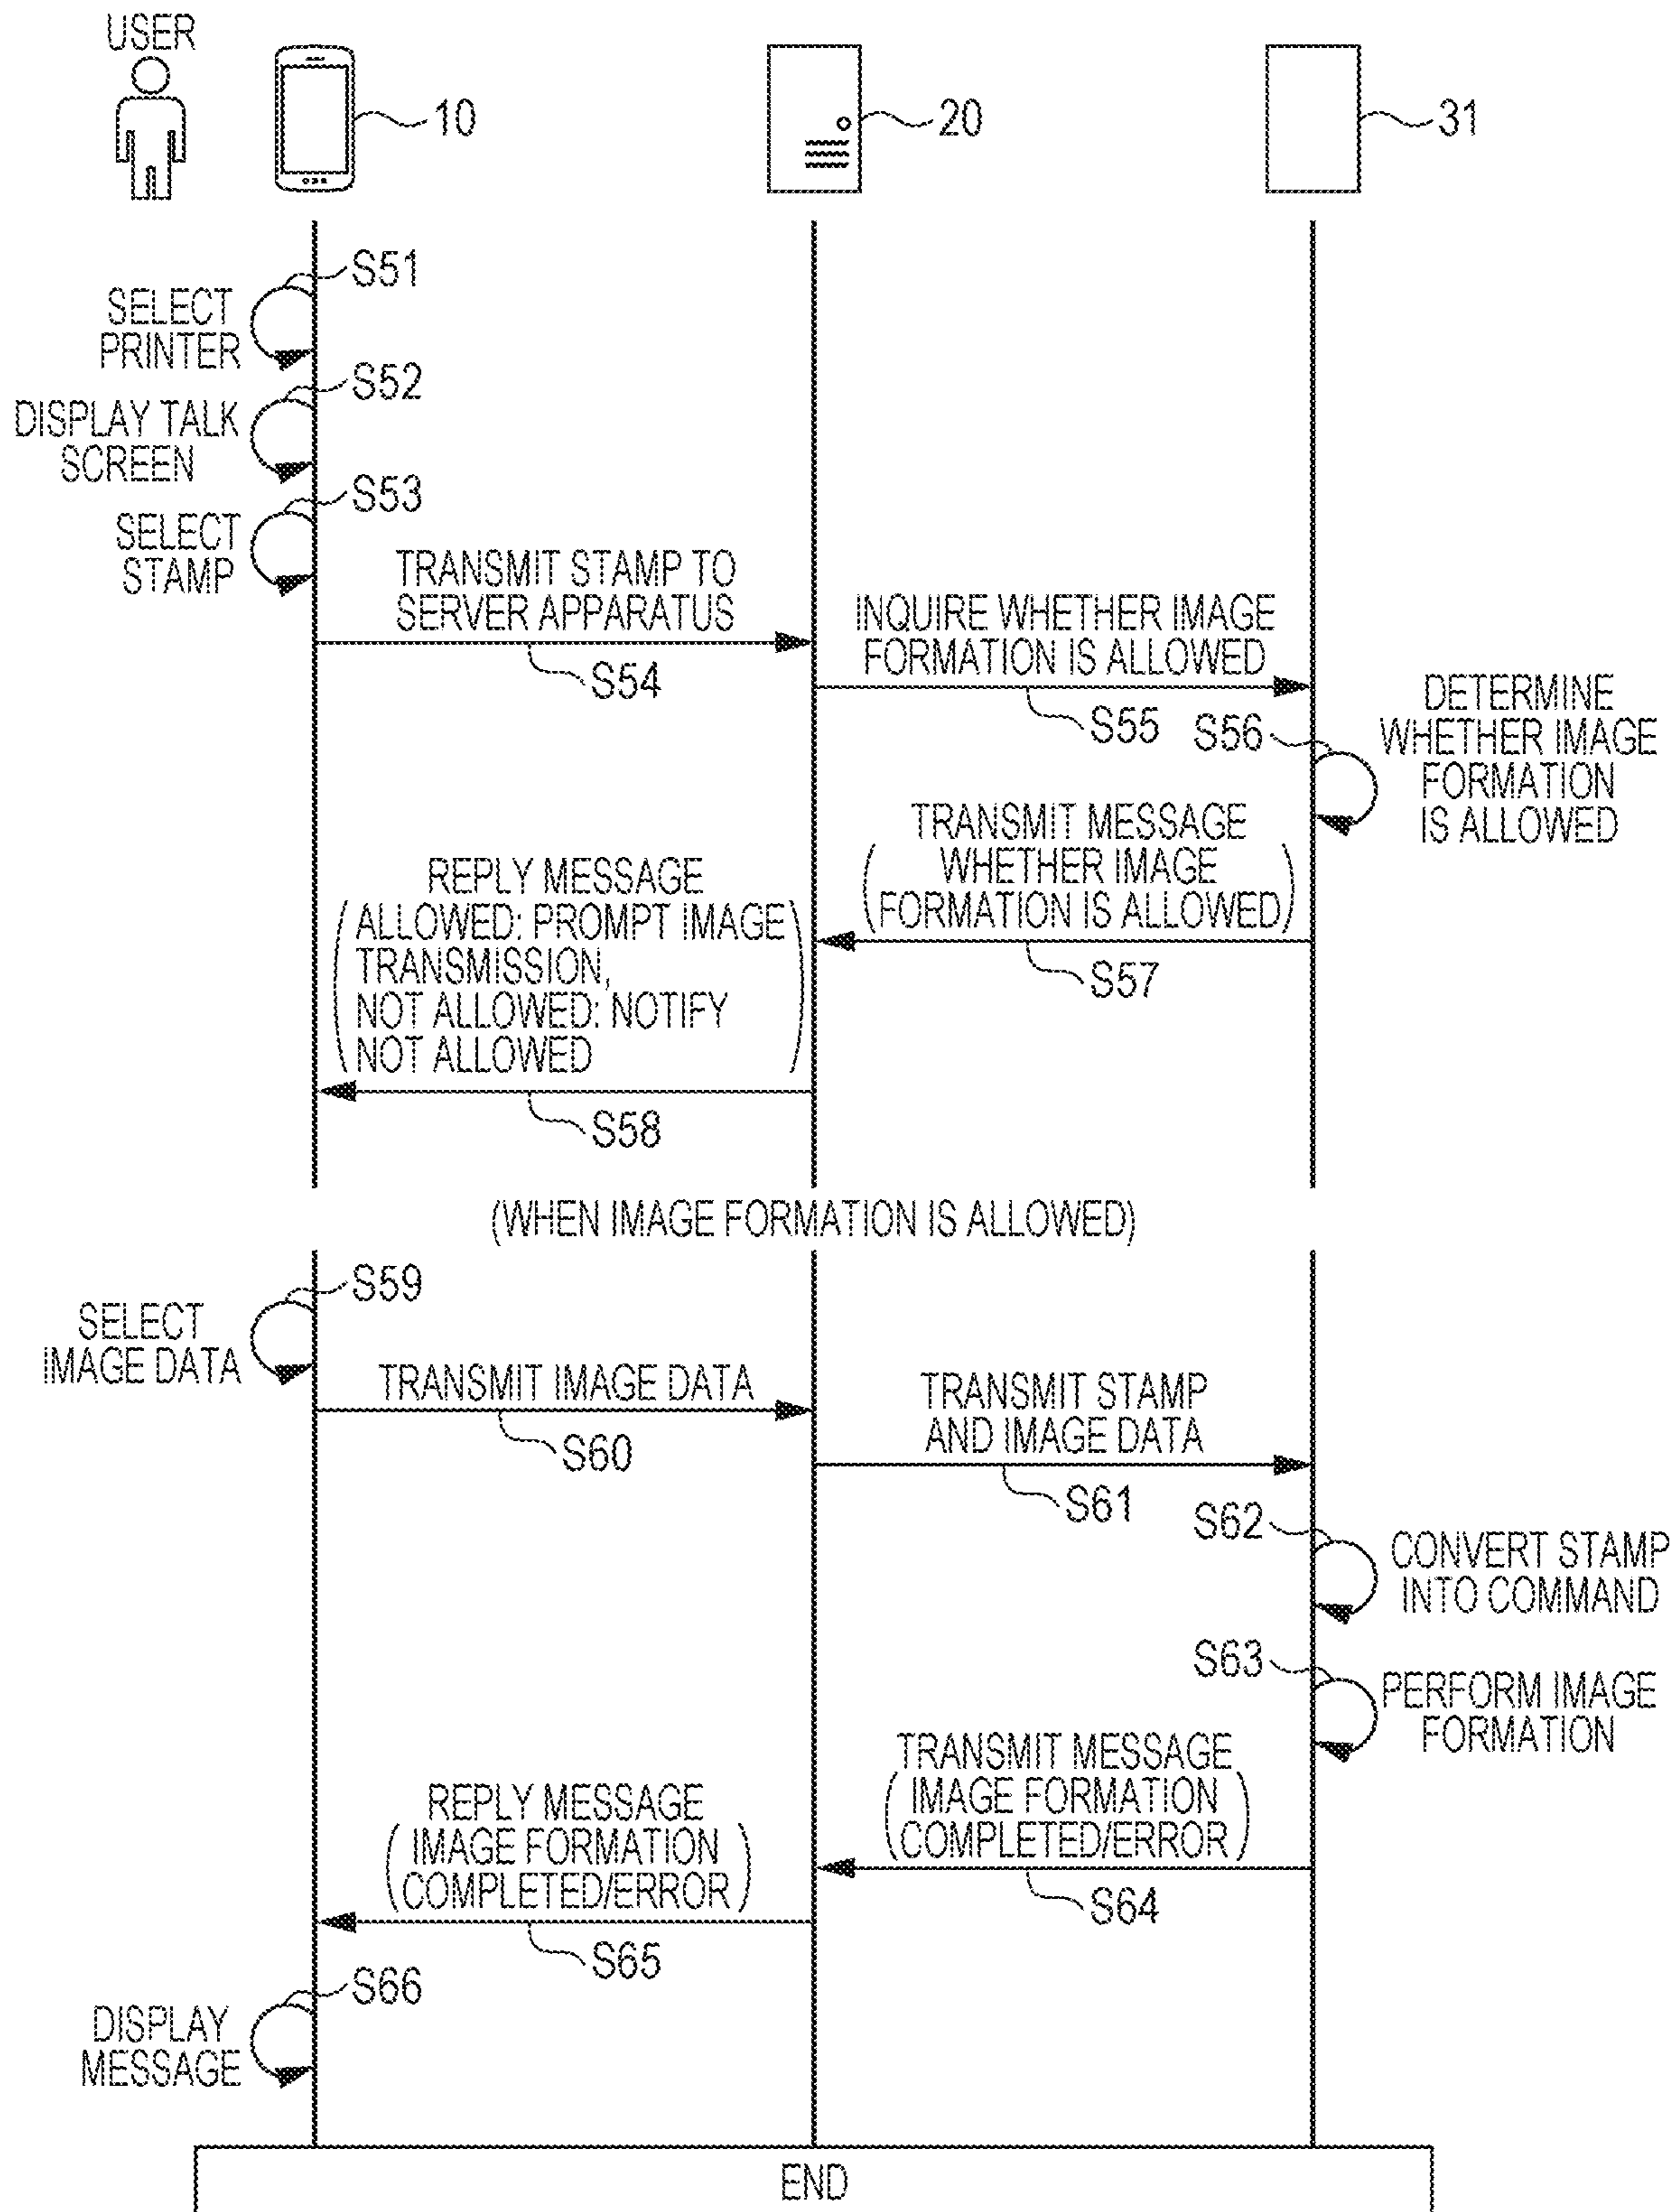 USER
10
20
31
S51
SELECT
PRINTER
S52
DISPLAY TALK
SCREEN
S53
SELECT
STAMP
TRANSMIT STAMP TO
SERVER APPARATUS
S54
INQUIRE WHETHER IMAGE
FORMATION IS ALLOWED
S55
S56
DETERMINE
WHETHER IMAGE
FORMATION
IS ALLOWED
TRANSMIT MESSAGE
(WHETHER IMAGE
FORMATION IS ALLOWED)
S57
REPLY MESSAGE
(ALLOWED: PROMPT IMAGE
TRANSMISSION,
NOT ALLOWED: NOTIFY
NOT ALLOWED)
S58
(WHEN IMAGE FORMATION IS ALLOWED)
S59
SELECT
IMAGE DATA
TRANSMIT IMAGE DATA
S60
TRANSMIT STAMP
AND IMAGE DATA
S61
S62
CONVERT STAMP
INTO COMMAND
S63
PERFORM IMAGE
FORMATION
TRANSMIT MESSAGE
(IMAGE FORMATION
COMPLETED/ERROR)
S64
REPLY MESSAGE
(IMAGE FORMATION
COMPLETED/ERROR)
S65
S66
DISPLAY
MESSAGE
END